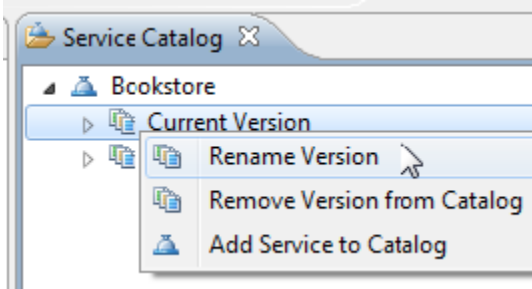 Service Catalog
Bookstore
Current Version
Rename Version
Remove Version from Catalog
Add Service to Catalog